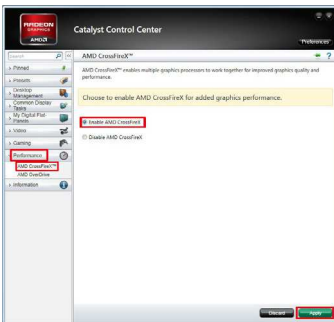 RADEON
GRAPHICS
AMD
Catalyst Control Center
Preferences
Search
AMD CrossFireX™
Pinned
Presets
Desktop
Management
Common Display
Tasks
My Digital Flat-
Panels
Video
Gaming
Performance
AMD CrossFireX™
AMD OverDrive
Information
AMD CrossFireX™ enables multiple graphics processors to work together for improved graphics quality and
performance.
Choose to enable AMD CrossFireX for added graphics performance.
Enable AMD CrossFireX
Disable AMD CrossFireX
Discard
Apply